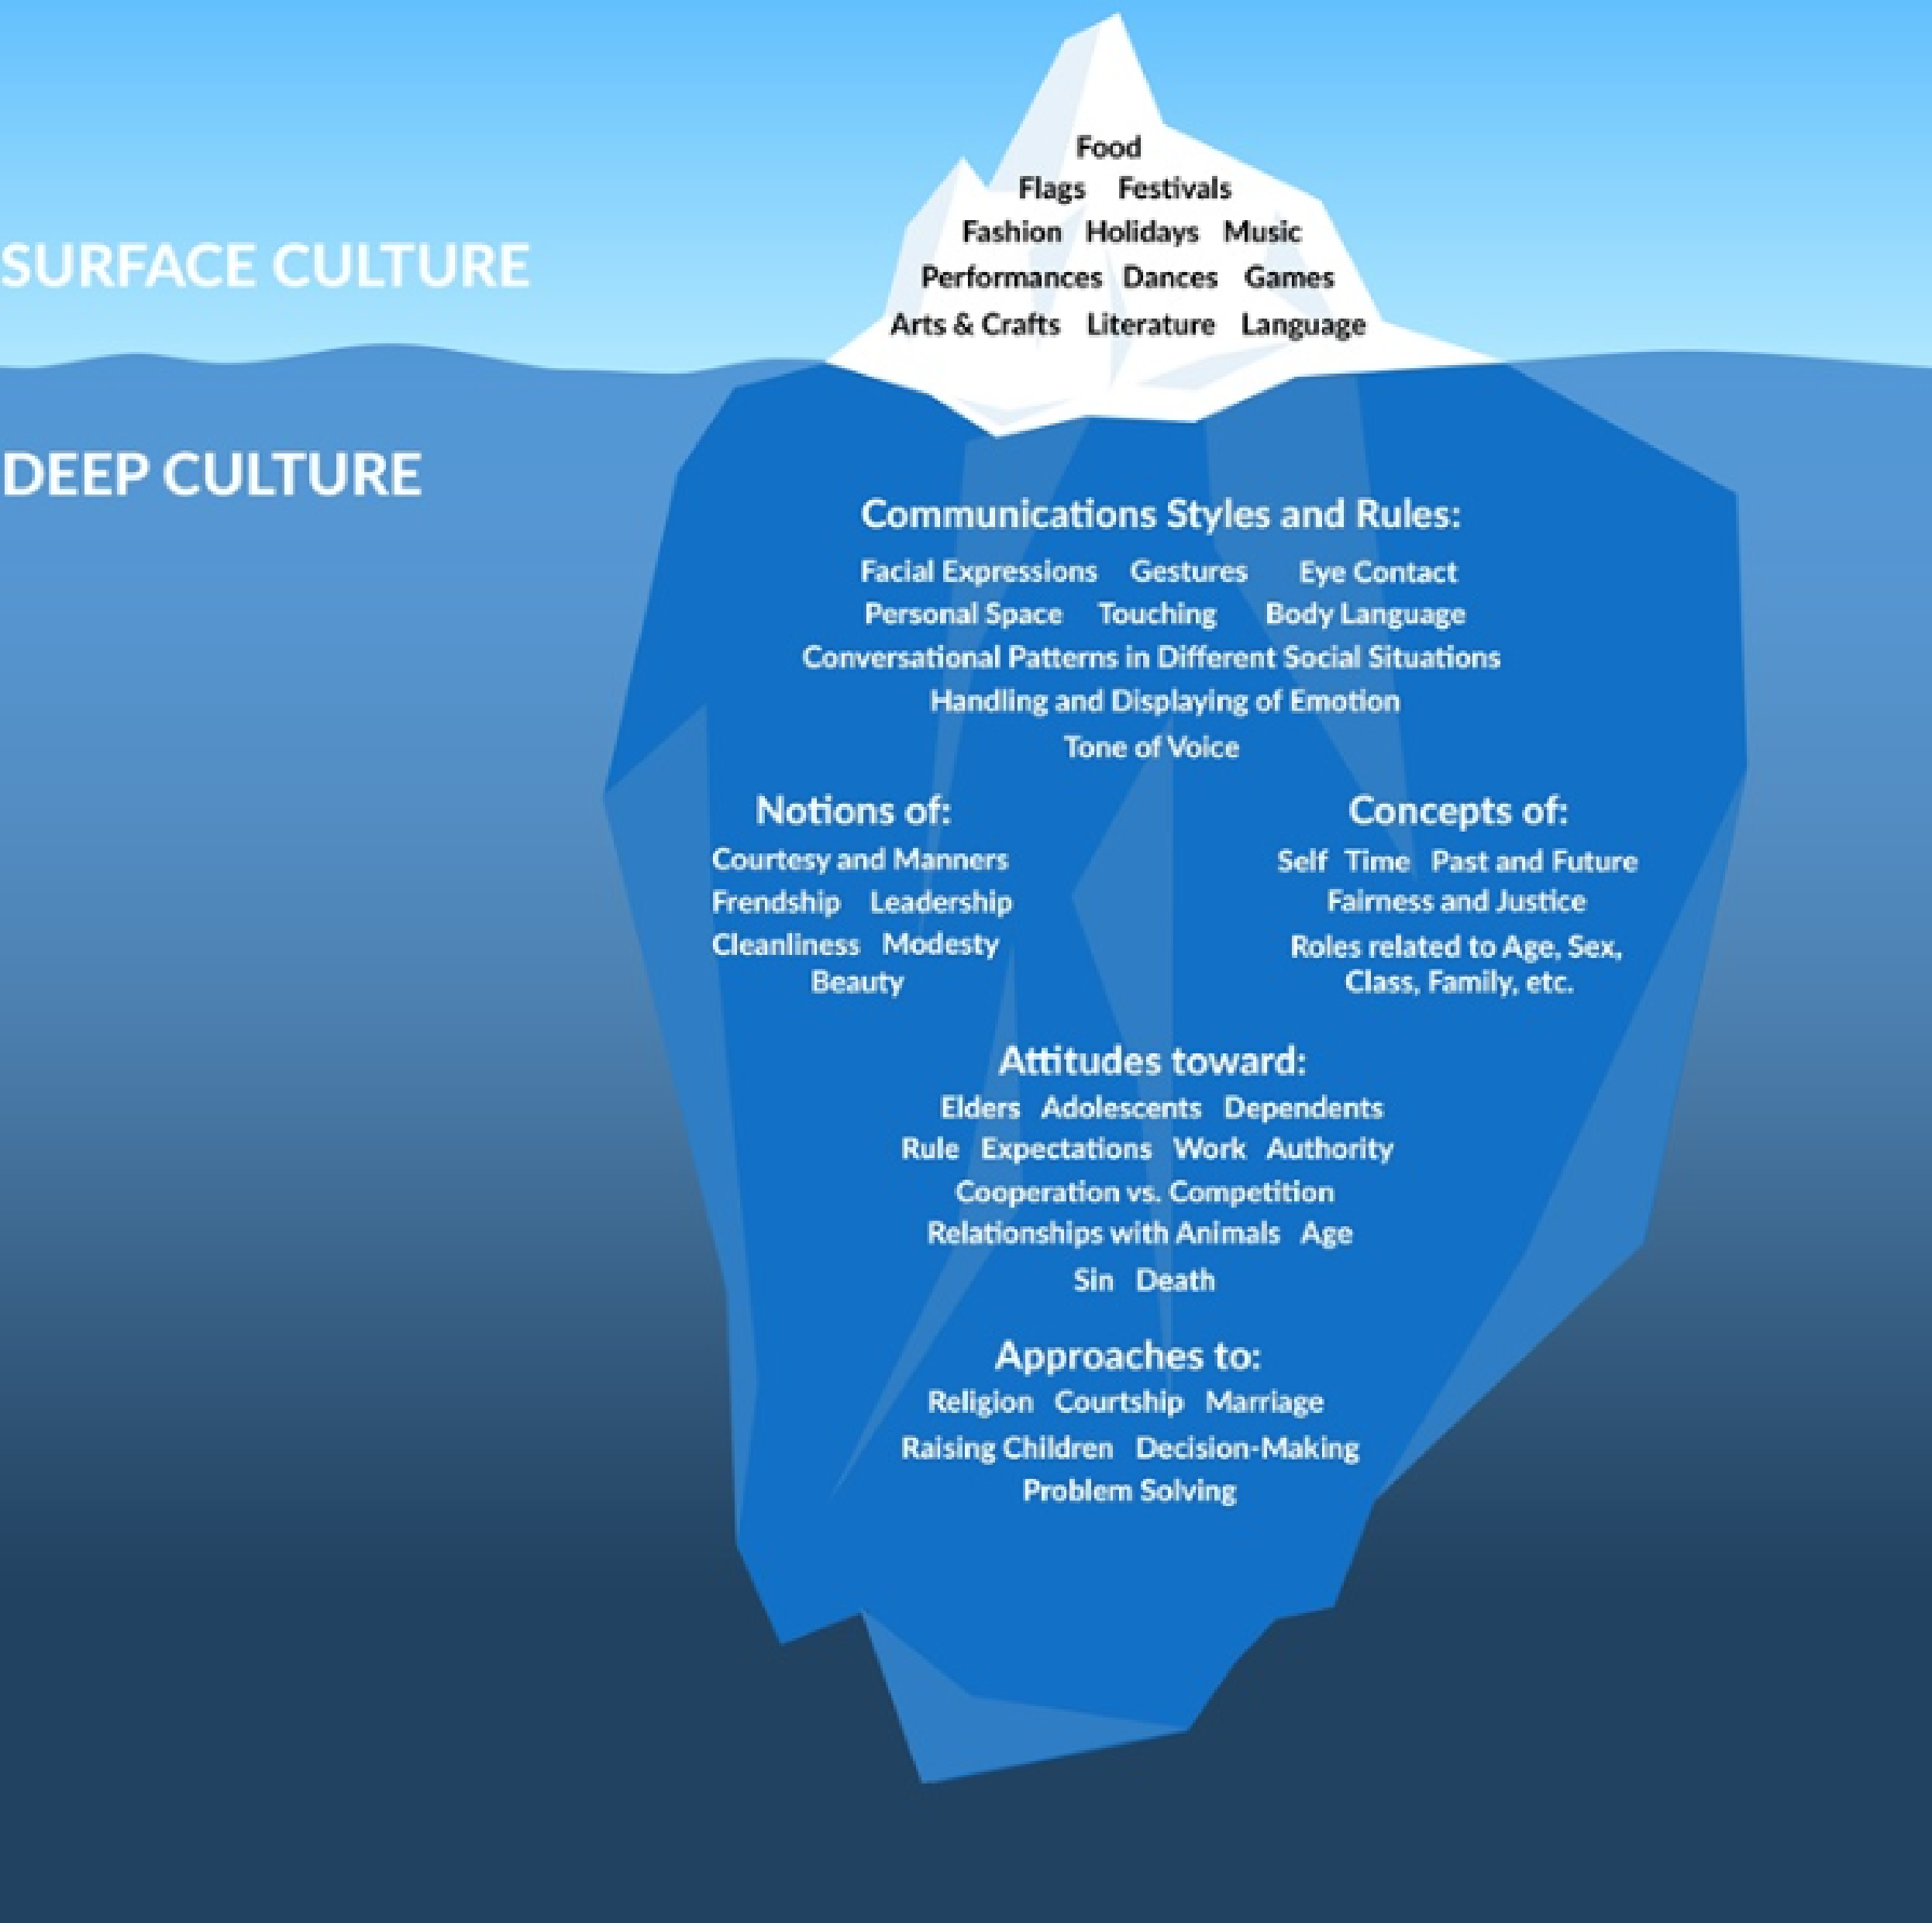 Food
Flags Festivals
Fashion Holidays Music
SURFACE CULTURE
Performances Dances Games
Arts & Crafts Literature Language
DEEP CULTURE
Communications Styles and Rules:
Facial Expressions Gestures Eye Contact
Personal Space Touching Body Language
Conversational Patterns in Different Social Situations
Handling and Displaying of Emotion
Tone of Voice
Notions of:
Courtesy and Manners
Frendship Leadership
Cleanliness Modesty
Beauty
Concepts of:
Self Time Past and Future
Fairness and Justice
Roles related to Age, Sex,
Class, Family, etc.
Attitudes toward:
Elders Adolescents Dependents
Rule Expectations Work Authority
Cooperation vs. Competition
Relationships with Animals Age
Sin Death
Approaches to:
Religion Courtship Marriage
Raising Children Decision-Making
Problem Solving